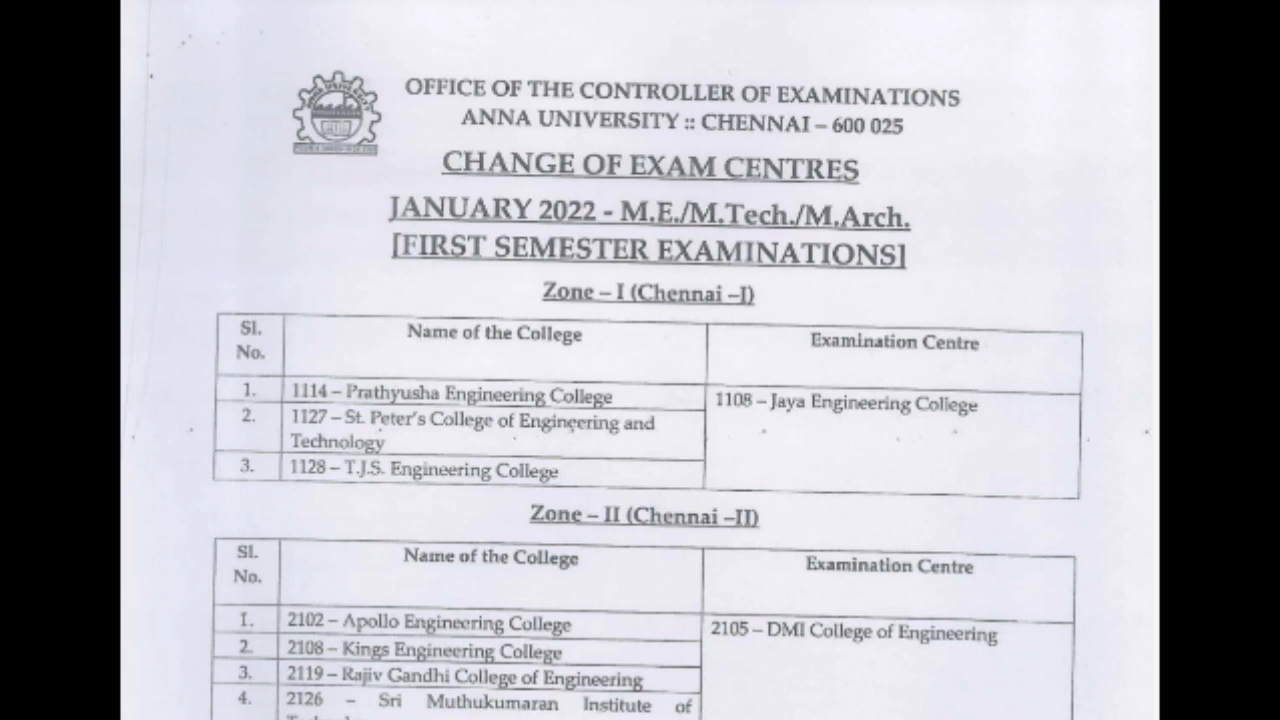 OFFICE OF THE CONTROLLER OF EXAMINATIONS
ANNA UNIVERSITY :: CHENNAI – 600 025
CHANGE OF EXAM CENTRES
JANUARY 2022 - M.E./M.Tech./M.Arch.
[FIRST SEMESTER EXAMINATIONS]
Zone – I (Chennai –I)
Sl. No. Name of the College Examination Centre
1. 1114 – Prathyusha Engineering College 1108 – Jaya Engineering College
2. 1127 – St. Peter's College of Engineering and
Technology
3. 1128 – T.J.S. Engineering College
Zone – II (Chennai –II)
Sl. No. Name of the College Examination Centre
1. 2102 – Apollo Engineering College 2105 – DMI College of Engineering
2. 2108 – Kings Engineering College
3. 2119 – Rajiv Gandhi College of Engineering
4. 2126 – Sri Muthukumaran Institute of